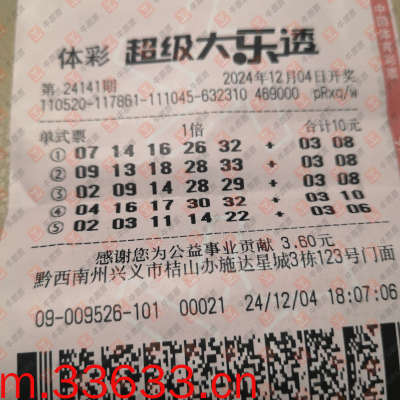 中国体育彩票
体彩 超级大乐透
第 24141期 2024年12月04日开奖
110520-117861-111045-632310 469000 pRxq/w
单式票 1倍 合计10元
① 07 14 16 26 32 + 03 08
② 09 13 18 28 33 + 03 08
③ 02 09 14 28 29 + 03 08
④ 04 16 17 30 32 + 03 10
⑤ 02 03 11 14 15 + 03 06
感谢您为公益事业贡献 3.60元
黔西南州兴义市桔山办施达星城3栋123号门面
09-009526-101 00021 24/12/04 18:07:06
m.33633.cn